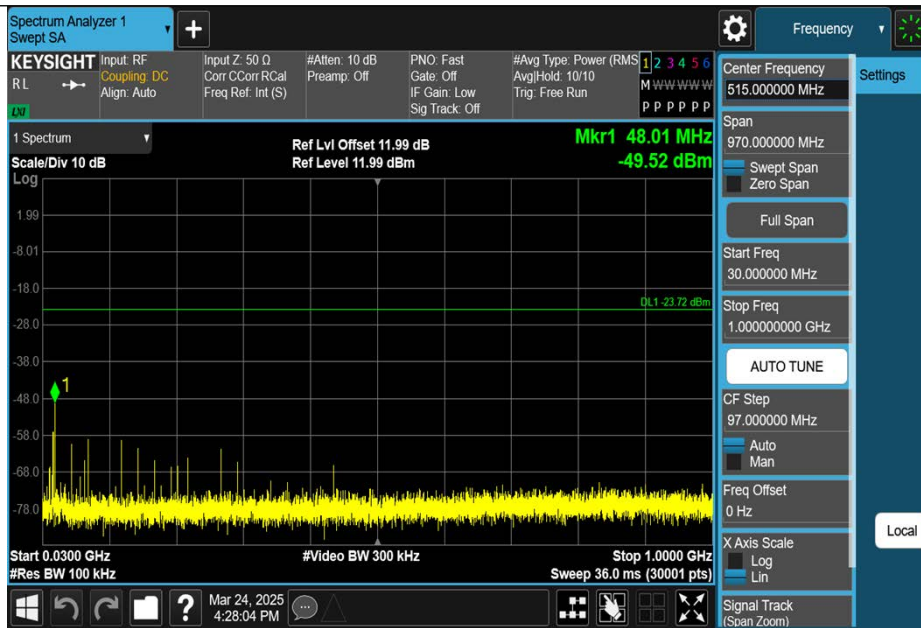 Spectrum Analyzer 1
Swept SA
+
Frequency
KEYSIGHT
R L
LXI
Input: RF
Coupling: DC
Align: Auto
Input Z: 50 Ω
Corr CCorr RCal
Freq Ref: Int (S)
#Atten: 10 dB
Preamp: Off
PNO: Fast
Gate: Off
IF Gain: Low
Sig Track: Off
#Avg Type: Power (RMS
Avg|Hold: 10/10
Trig: Free Run
1 2 3 4 5 6
M W W W W W
P P P P P P
1 Spectrum
Scale/Div 10 dB
Log
Ref Lvl Offset 11.99 dB
Ref Level 11.99 dBm
Mkr1 48.01 MHz
-49.52 dBm
1.99
-8.01
-18.0
DL1 -23.72 dBm
-28.0
-38.0
1
-48.0
-58.0
-68.0
-78.0
Start 0.0300 GHz
#Video BW 300 kHz
Stop 1.0000 GHz
#Res BW 100 kHz
Sweep 36.0 ms (30001 pts)
?
Mar 24, 2025
4:28:04 PM
Center Frequency
515.000000 MHz
Settings
Span
970.000000 MHz
Swept Span
Zero Span
Full Span
Start Freq
30.000000 MHz
Stop Freq
1.000000000 GHz
AUTO TUNE
CF Step
97.000000 MHz
Auto
Man
Freq Offset
0 Hz
Local
X Axis Scale
Log
Lin
Signal Track
(Span Zoom)